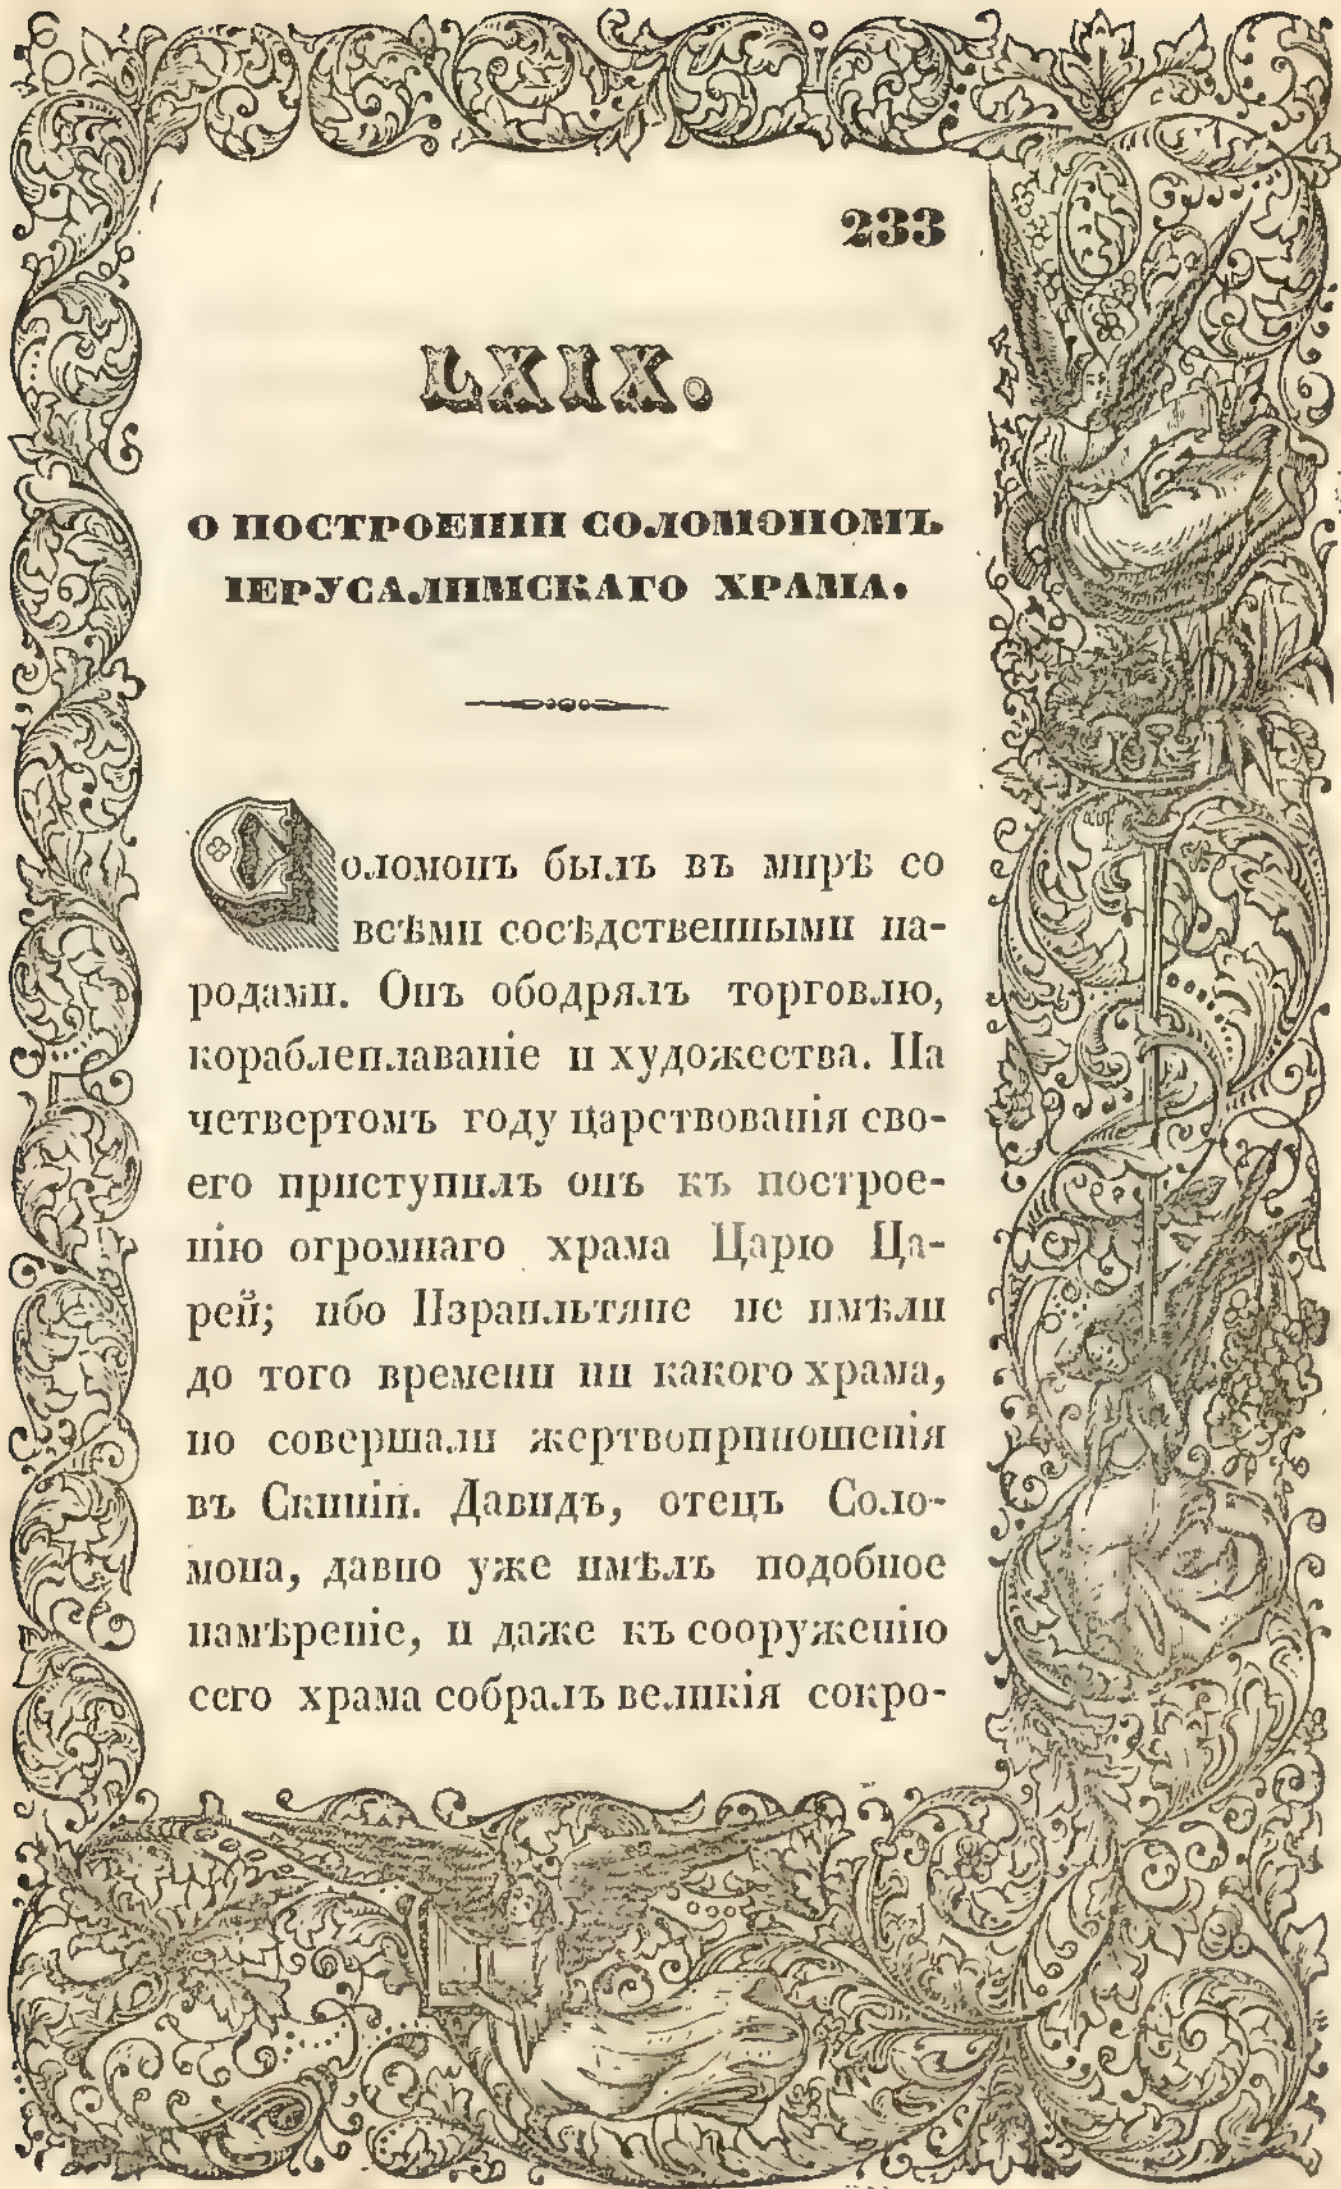 233
LXIX.
О ПОСТРОЕНІИ СОЛОМОНОМЪ
ІЕРУСАЛИМСКАГО ХРАМА.
Соломонъ былъ въ мирѣ со
всѣми сосѣдственными на-
родами. Онъ ободрялъ торговлю,
кораблеплаваніе и художества. На
четвертомъ году царствованія сво-
его приступилъ онъ къ построе-
нію огромнаго храма Царю Ца-
рей; ибо Израильтяне не имѣли
до того времени ни какого храма,
но совершали жертвоприношенія
въ Скиніи. Давидъ, отецъ Соло-
мона, давно уже имѣлъ подобное
намѣреніе, и даже къ сооруженію
сего храма собралъ великія сокро-